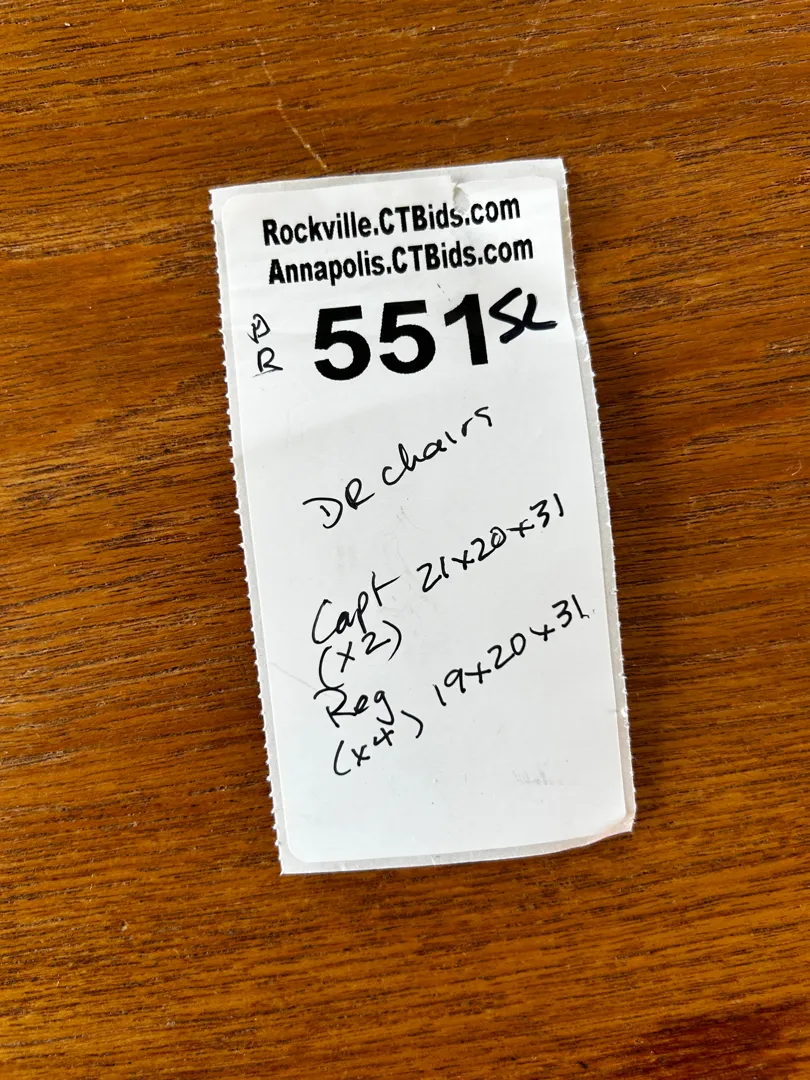 Rockville.CTBids.com
Annapolis.CTBids.com
D
R
551SL
DR chairs
Capt 21x20x31
(x2)
Reg
(x4) 19x20x31